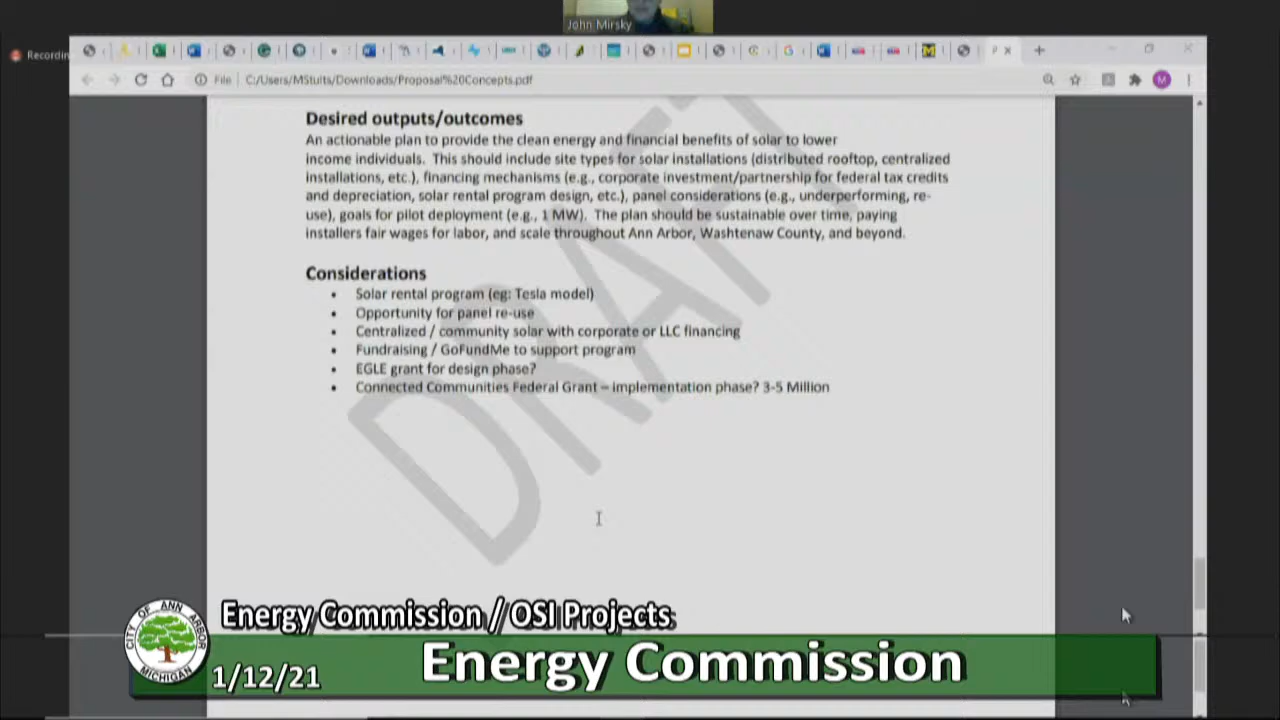 John Mirsky
Recordin
File
C:/Users/MStults/Downloads/Proposal%20Concepts.pdf
DRAFT
Desired outputs/outcomes
An actionable plan to provide the clean energy and financial benefits of solar to lower
income individuals. This should include site types for solar installations (distributed rooftop, centralized
installations, etc.), financing mechanisms (e.g., corporate investment/partnership for federal tax credits
and depreciation, solar rental program design, etc.), panel considerations (e.g., underperforming, re-
use), goals for pilot deployment (e.g., 1 MW). The plan should be sustainable over time, paying
installers fair wages for labor, and scale throughout Ann Arbor, Washtenaw County, and beyond.
Considerations
• Solar rental program (eg: Tesla model)
• Opportunity for panel re-use
• Centralized / community solar with corporate or LLC financing
• Fundraising / GoFundMe to support program
• EGLE grant for design phase?
• Connected Communities Federal Grant – implementation phase? 3-5 Million
Energy Commission / OSI Projects
CITY OF ANN ARBOR
MICHIGAN
1/12/21
Energy Commission